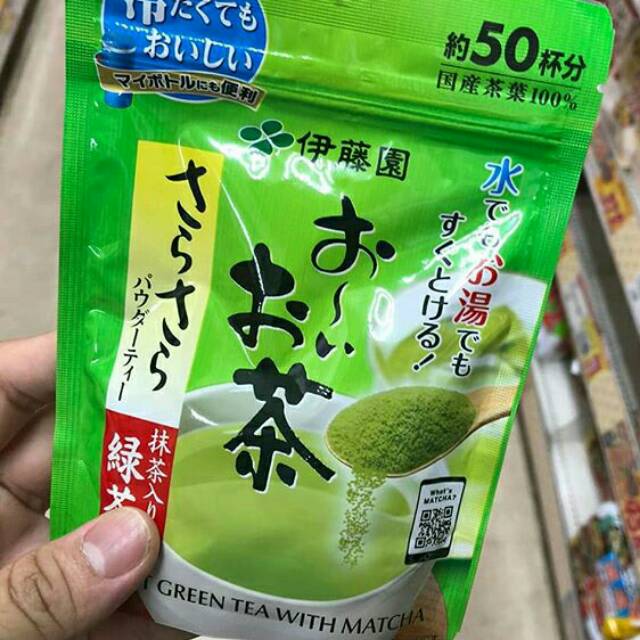 冷たくても
おいしい
マイボトルにも便利
約50杯分
国産茶葉100%
伊藤園
お〜いお茶
さらさら
パウダーティー
抹茶入り
緑茶
水でもお湯でも
すくとける!
What's
MATCHA?
GREEN TEA WITH MATCHA